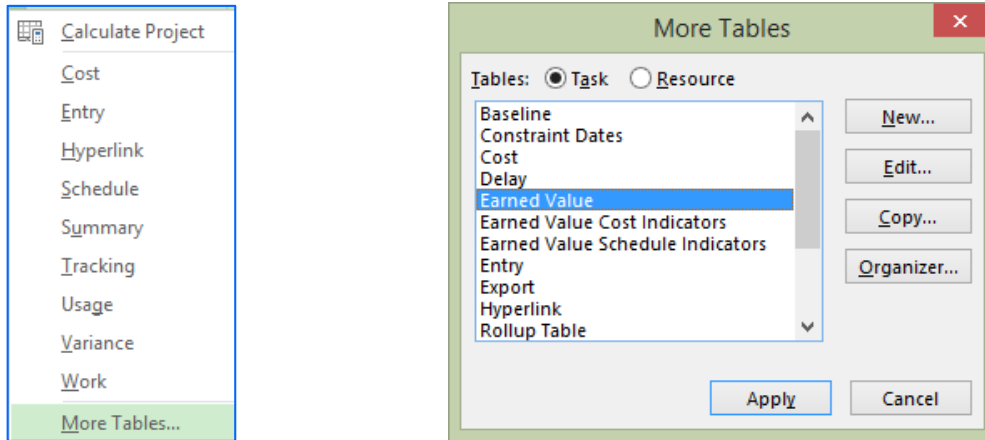 Calculate Project
Cost
Entry
Hyperlink
Schedule
Summary
Tracking
Usage
Variance
Work
More Tables...
More Tables
Tables: Task Resource
Baseline
Constraint Dates
Cost
Delay
Earned Value
Earned Value Cost Indicators
Earned Value Schedule Indicators
Entry
Export
Hyperlink
Rollup Table
New...
Edit...
Copy...
Organizer...
Apply
Cancel